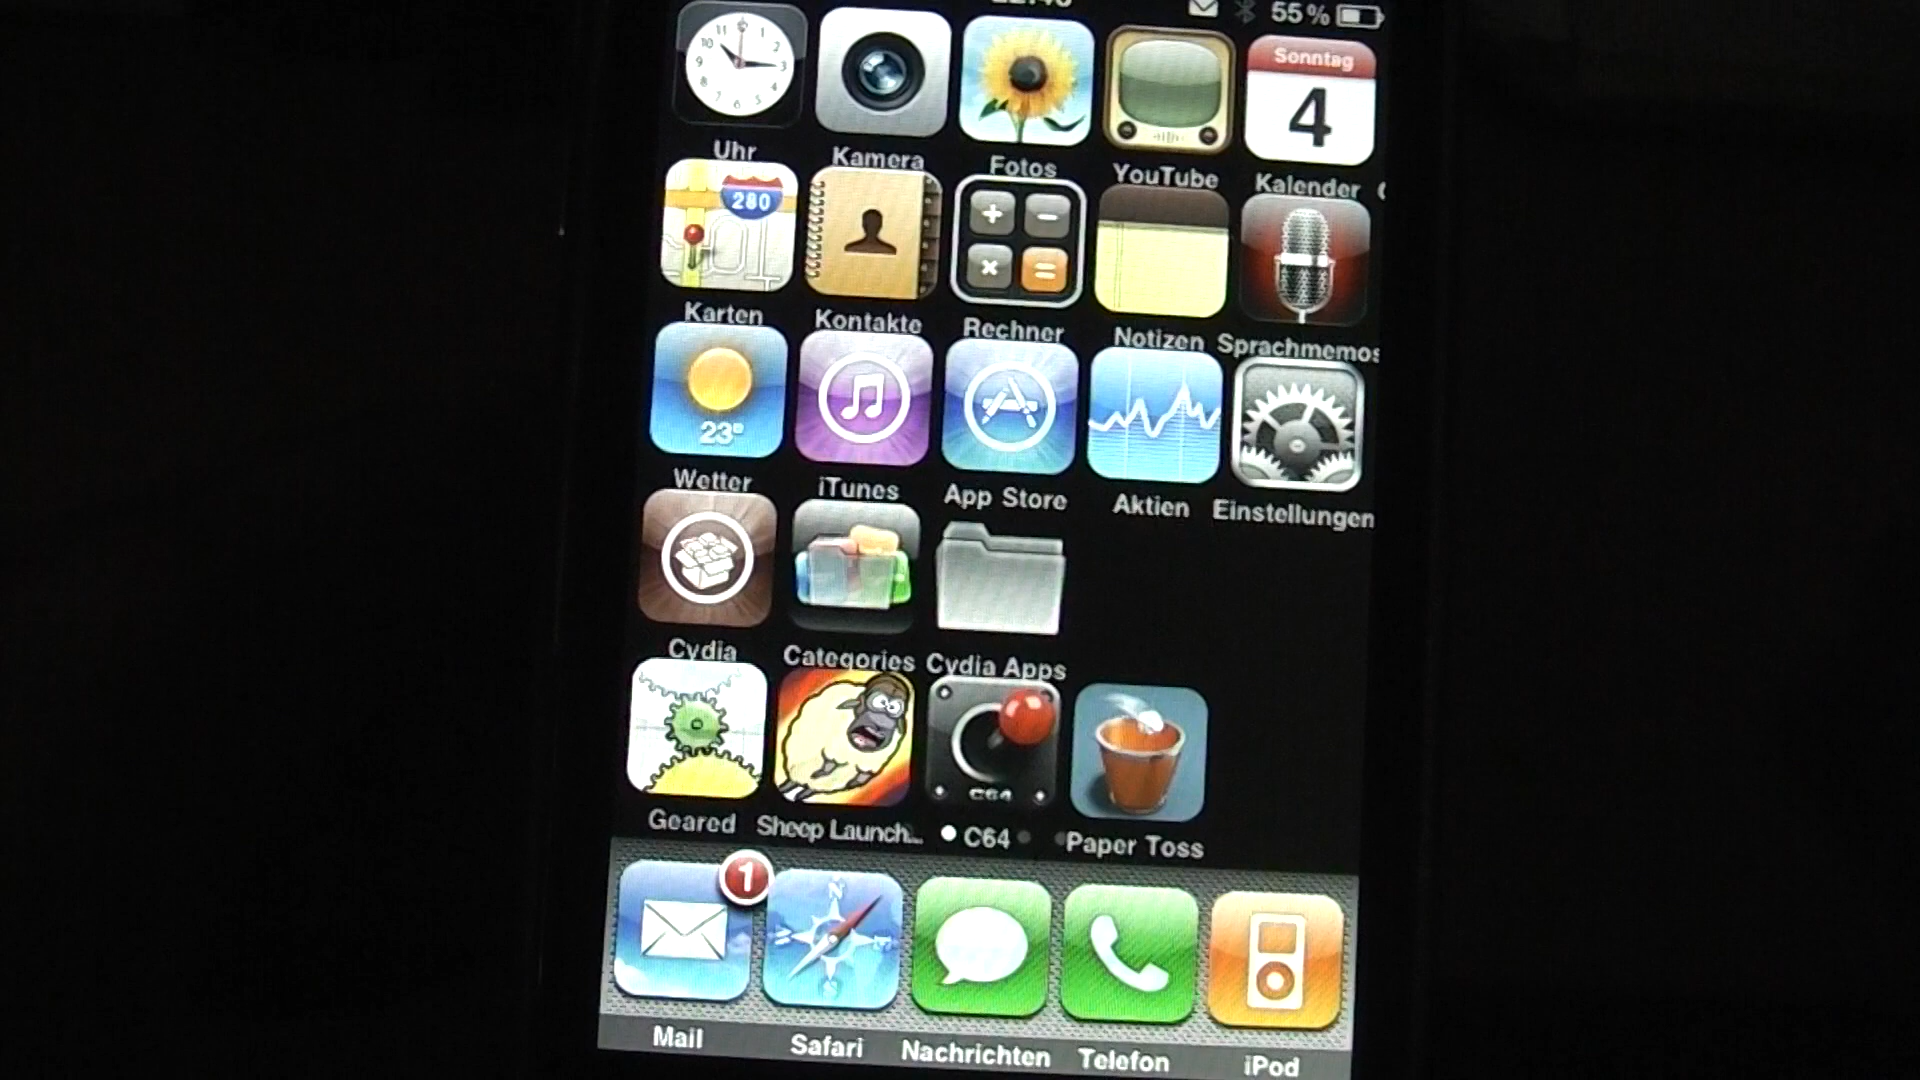 55%
Sonntag
4
Uhr Kamera Fotos YouTube Kalender
280
Karten Kontakte Rechner Notizen Sprachmemos
23°
Wetter iTunes App Store Aktien Einstellungen
Cydia Categories Cydia Apps
C64
Geared Sheep Launch... C64 Paper Toss
1
N
Mail Safari Nachrichten Telefon iPod